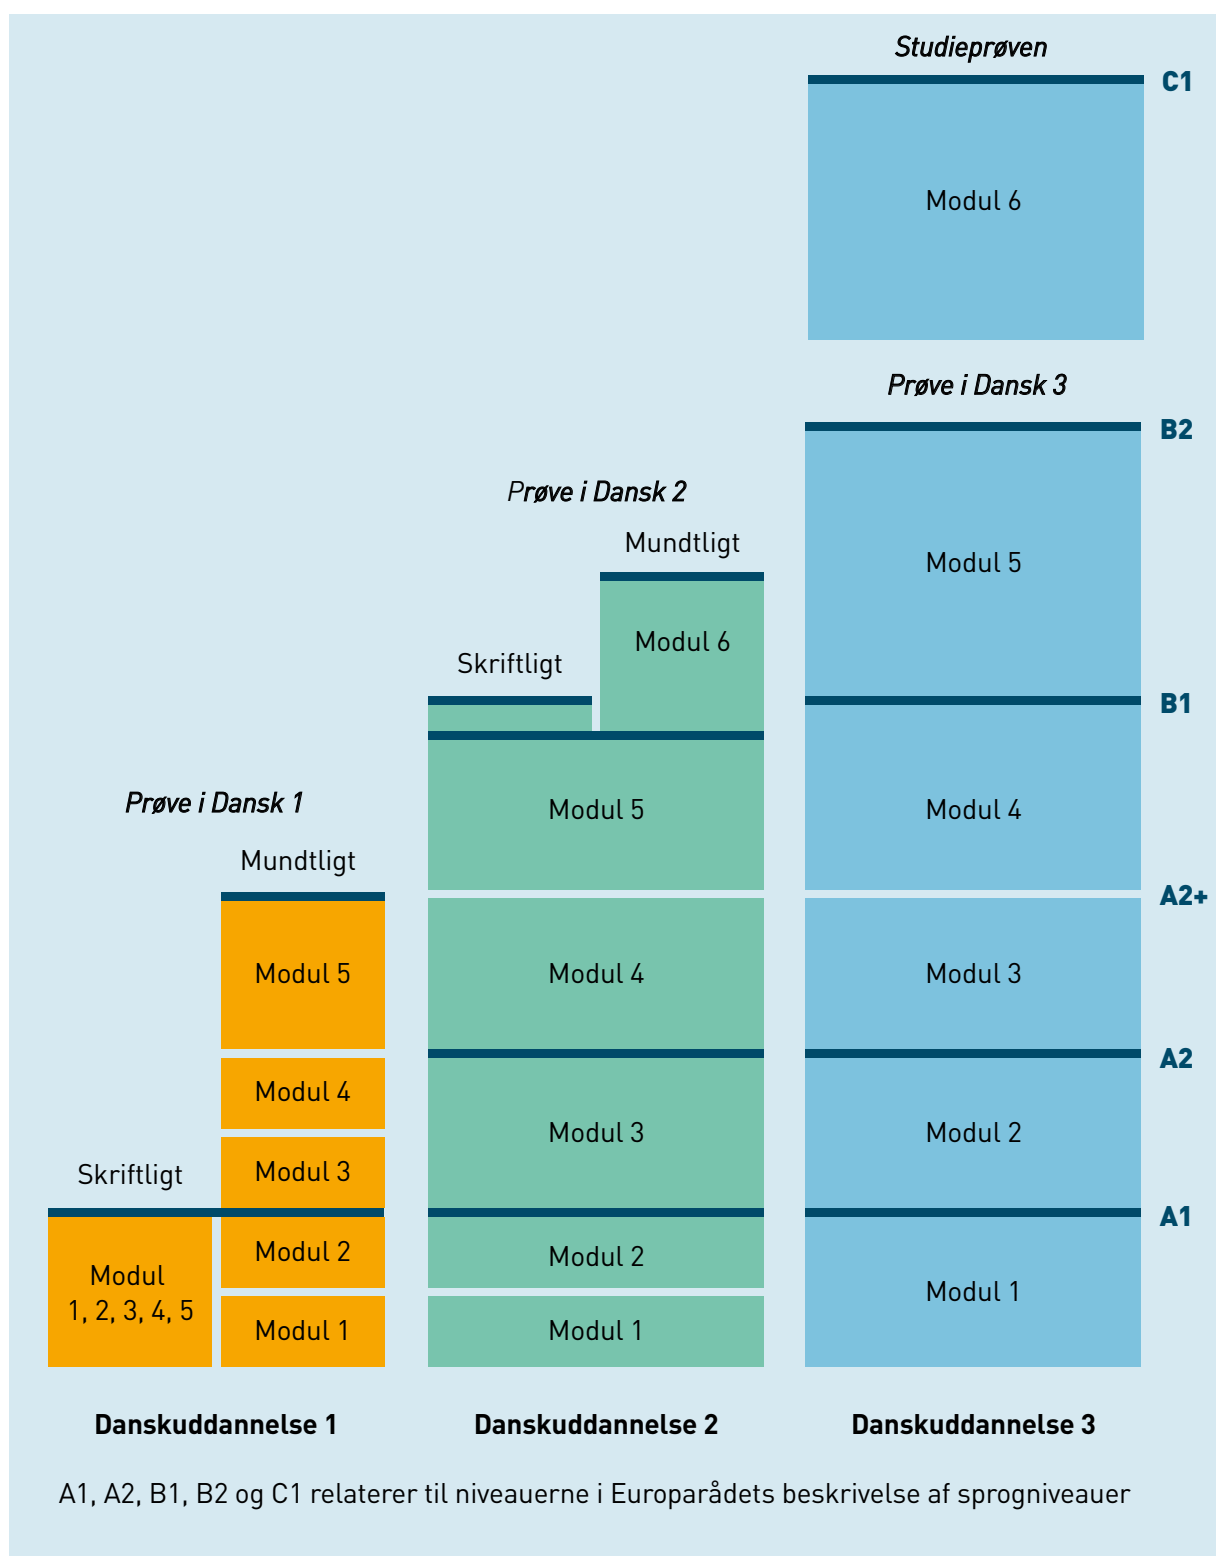 Studieprøven
C1
Modul 6
Prøve i Dansk 3
B2
Modul 5
Prøve i Dansk 2
Mundtligt
Modul 6
Skriftligt
B1
Modul 5
Modul 4
Prøve i Dansk 1
Mundtligt
A2+
Modul 5
Modul 4
Modul 3
A2
Modul 4
Modul 3
Modul 2
Skriftligt
Modul 3
A1
Modul
1, 2, 3, 4, 5
Modul 2
Modul 2
Modul 1
Modul 1
Modul 1
Danskuddannelse 1
Danskuddannelse 2
Danskuddannelse 3
A1, A2, B1, B2 og C1 relaterer til niveauerne i Europarådets beskrivelse af sprogniveauer